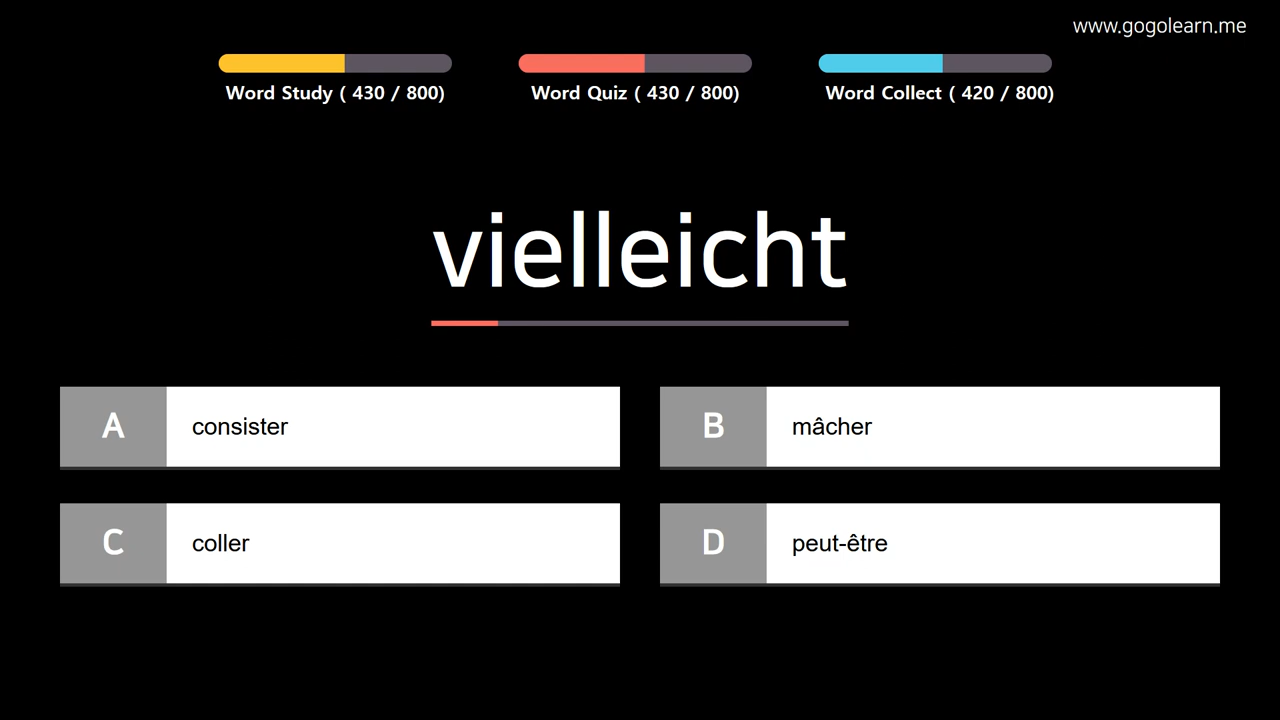 www.gogolearn.me
Word Study ( 430 / 800)
Word Quiz ( 430 / 800)
Word Collect ( 420 / 800)
vielleicht
A consister
B mâcher
C coller
D peut-être